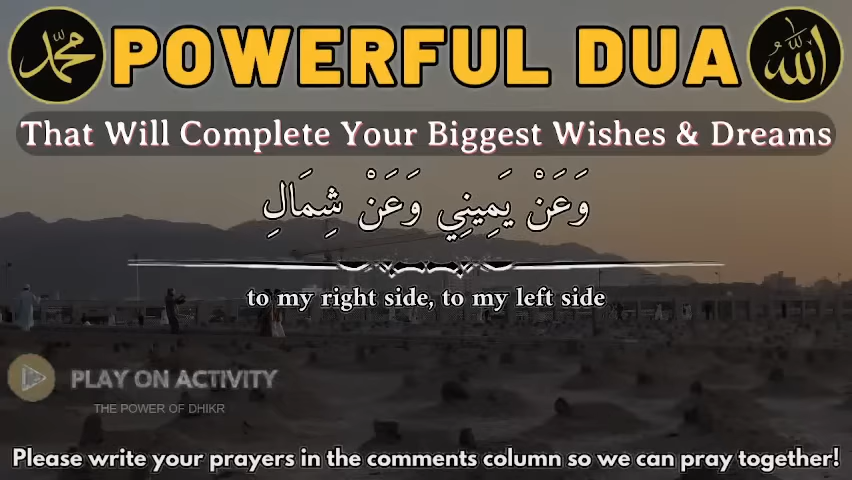 محمد
POWERFUL DUA
الله
That Will Complete Your Biggest Wishes & Dreams
وَعَنْ يَمِينِي وَعَنْ شِمَالِ
to my right side, to my left side
PLAY ON ACTIVITY
THE POWER OF DHIKR
Please write your prayers in the comments column so we can pray together!